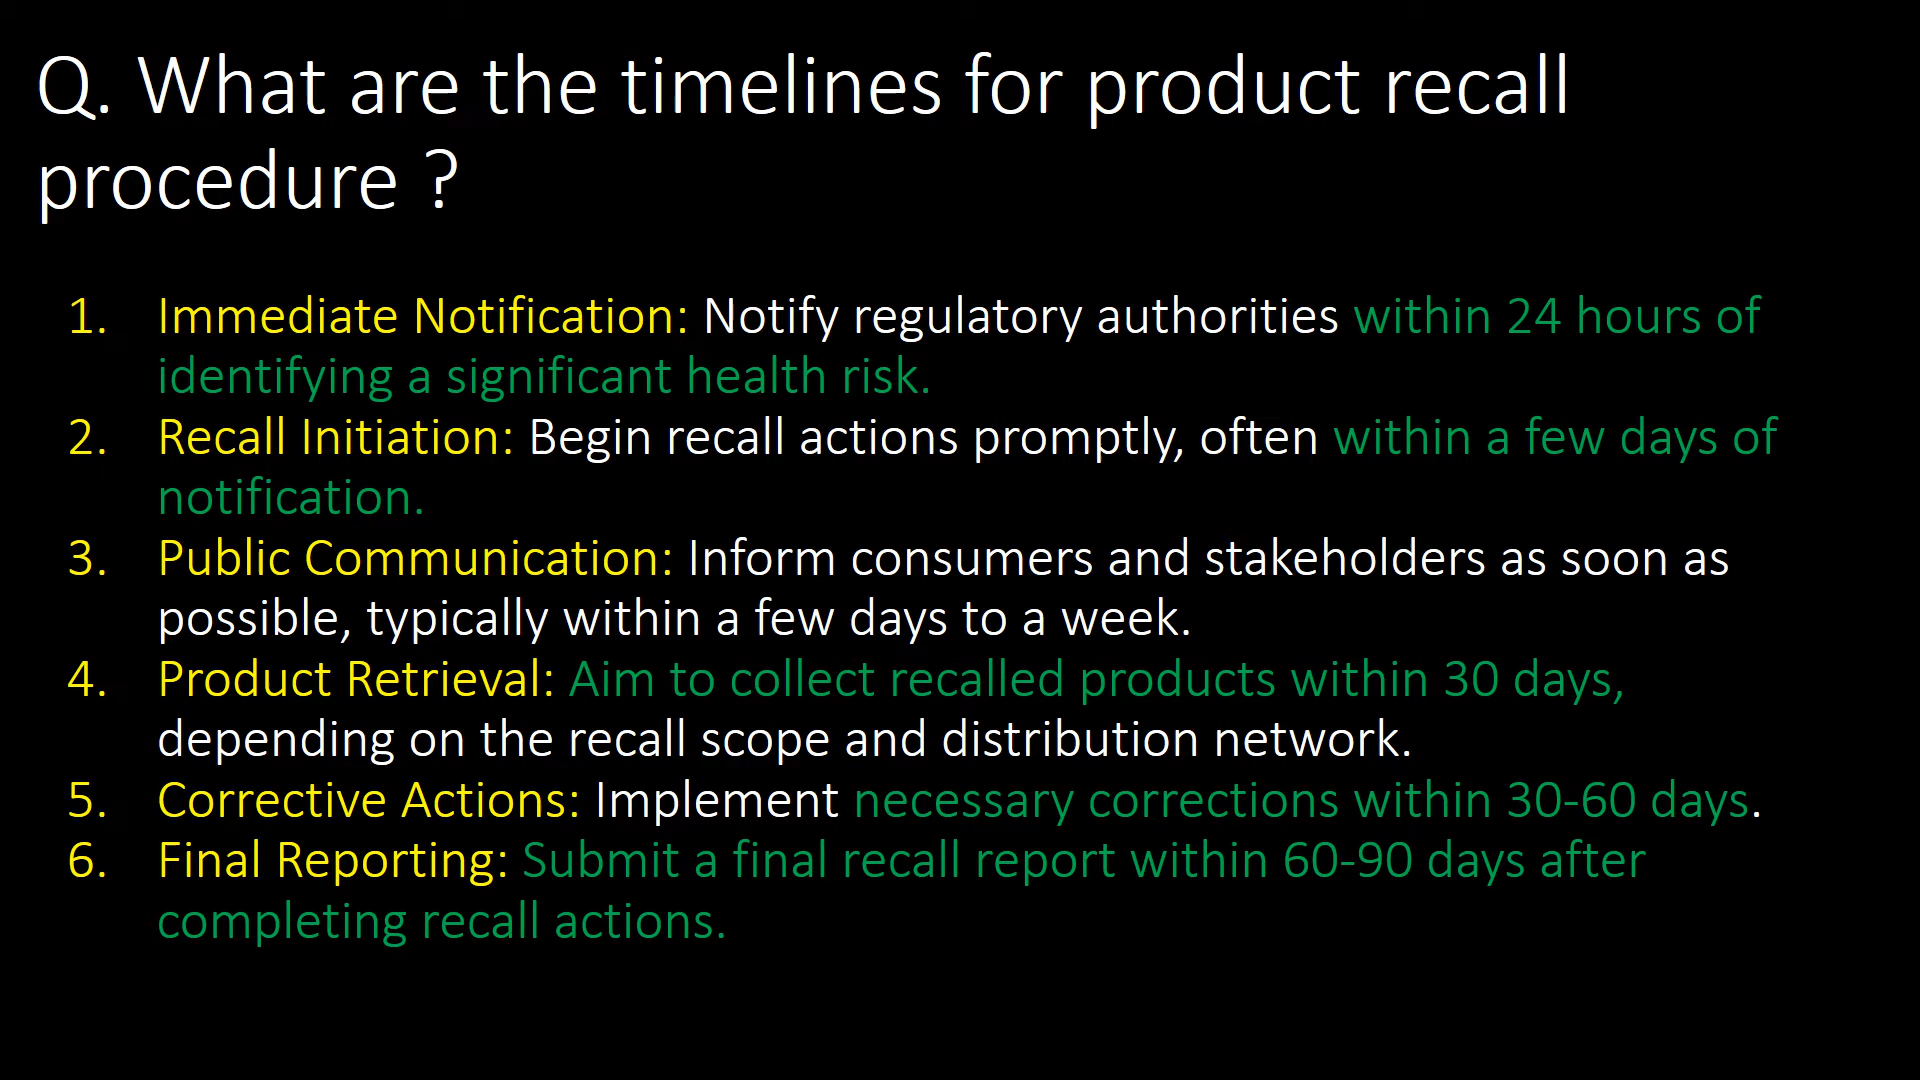 Q. What are the timelines for product recall
procedure ?
1. Immediate Notification: Notify regulatory authorities within 24 hours of
identifying a significant health risk.
2. Recall Initiation: Begin recall actions promptly, often within a few days of
notification.
3. Public Communication: Inform consumers and stakeholders as soon as
possible, typically within a few days to a week.
4. Product Retrieval: Aim to collect recalled products within 30 days,
depending on the recall scope and distribution network.
5. Corrective Actions: Implement necessary corrections within 30-60 days.
6. Final Reporting: Submit a final recall report within 60-90 days after
completing recall actions.